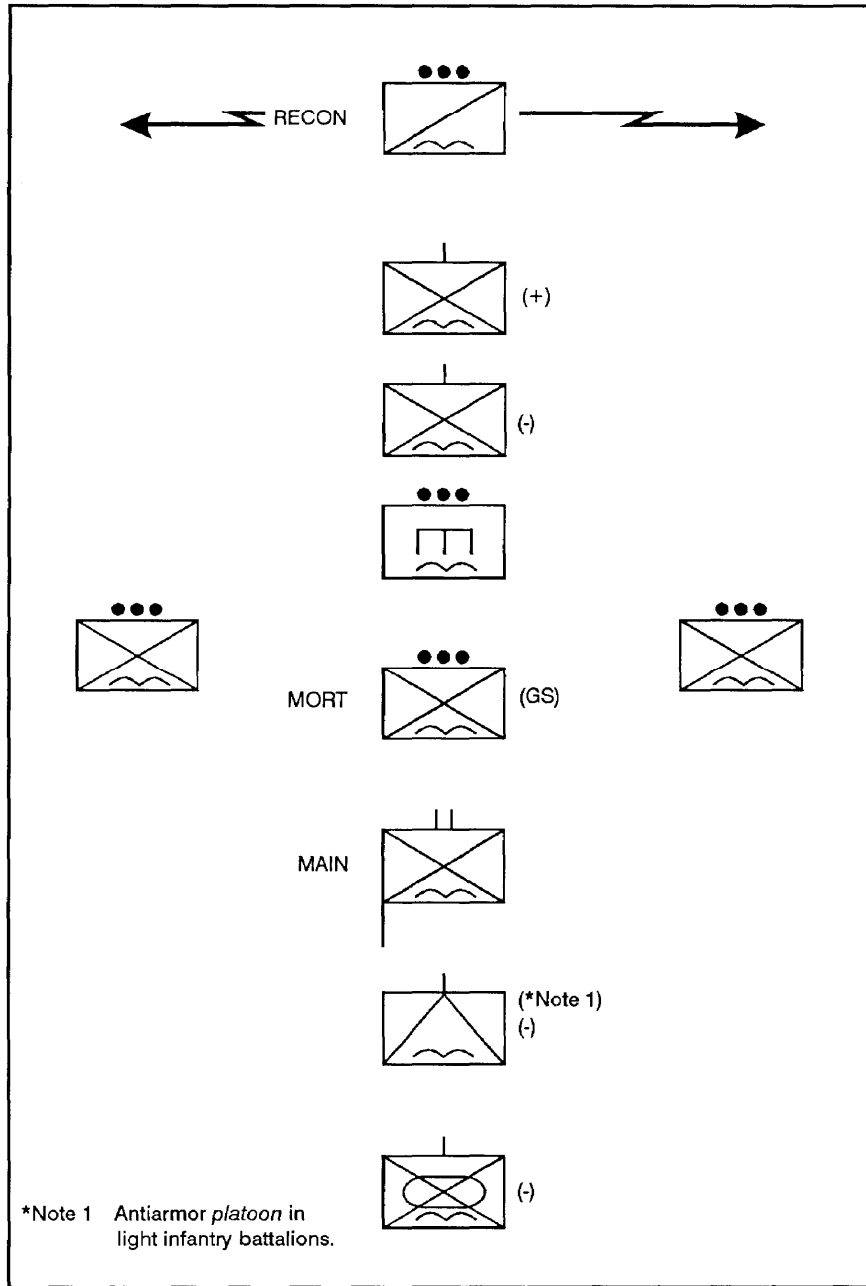 RECON
(+)
(-)
MORT
(GS)
MAIN
(*Note 1)
(-)
(-)
*Note 1 Antiarmor platoon in
light infantry battalions.